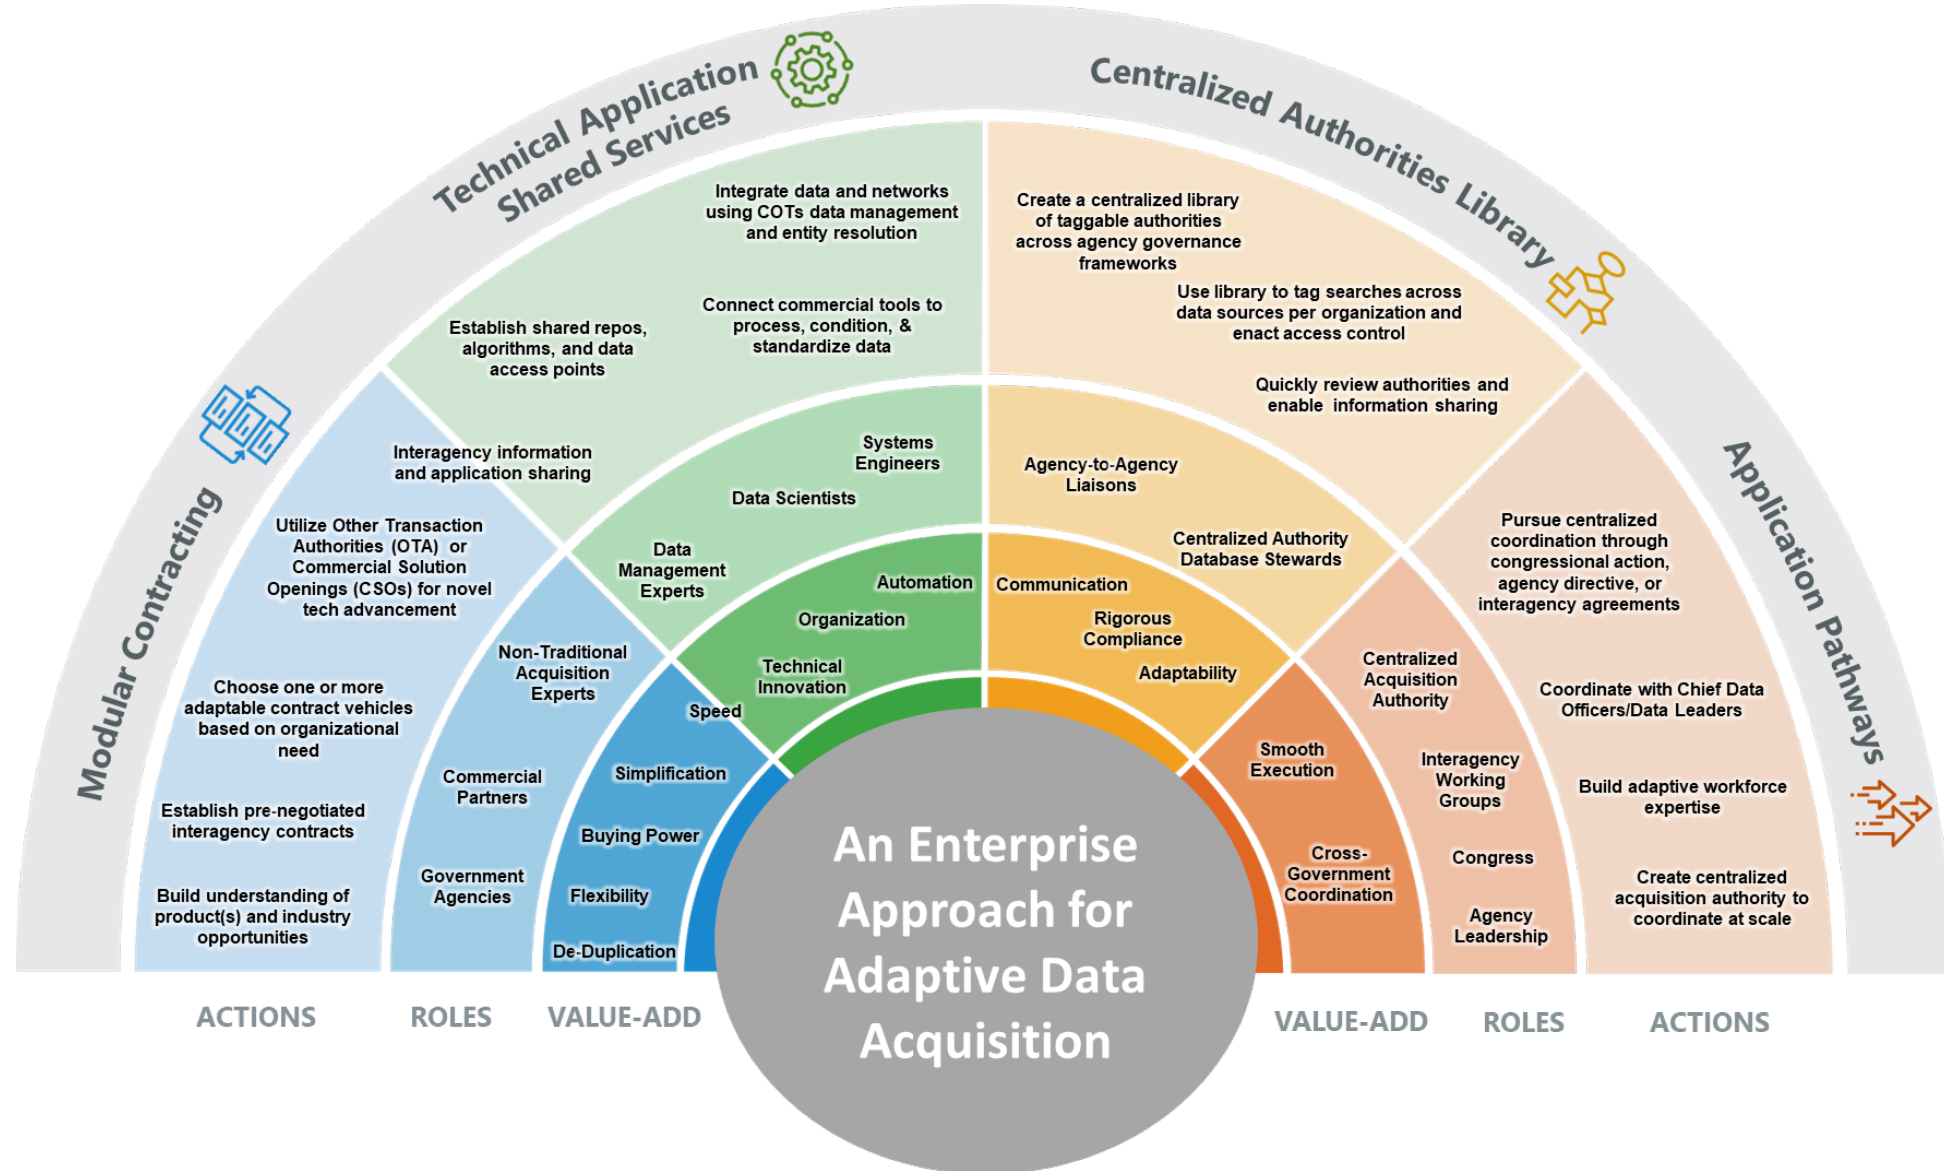 Technical Application
Shared Services
Centralized Authorities Library
Modular Contracting
Application Pathways
Integrate data and networks
using COTs data management
and entity resolution
Connect commercial tools to
process, condition, &
standardize data
Establish shared repos,
algorithms, and data
access points
Interagency information
and application sharing
Systems
Engineers
Data Scientists
Data
Management
Experts
Automation
Organization
Technical
Innovation
Create a centralized library
of taggable authorities
across agency governance
frameworks
Use library to tag searches across
data sources per organization and
enact access control
Quickly review authorities and
enable information sharing
Agency-to-Agency
Liaisons
Centralized Authority
Database Stewards
Communication
Rigorous
Compliance
Adaptability
Utilize Other Transaction
Authorities (OTA) or
Commercial Solution
Openings (CSOs) for novel
tech advancement
Choose one or more
adaptable contract vehicles
based on organizational
need
Establish pre-negotiated
interagency contracts
Build understanding of
product(s) and industry
opportunities
Non-Traditional
Acquisition
Experts
Commercial
Partners
Government
Agencies
Speed
Simplification
Buying Power
Flexibility
De-Duplication
Smooth
Execution
Cross-
Government
Coordination
Centralized
Acquisition
Authority
Interagency
Working
Groups
Congress
Agency
Leadership
Pursue centralized
coordination through
congressional action,
agency directive, or
interagency agreements
Coordinate with Chief Data
Officers/Data Leaders
Build adaptive workforce
expertise
Create centralized
acquisition authority to
coordinate at scale
An Enterprise
Approach for
Adaptive Data
Acquisition
ACTIONS
ROLES
VALUE-ADD
VALUE-ADD
ROLES
ACTIONS